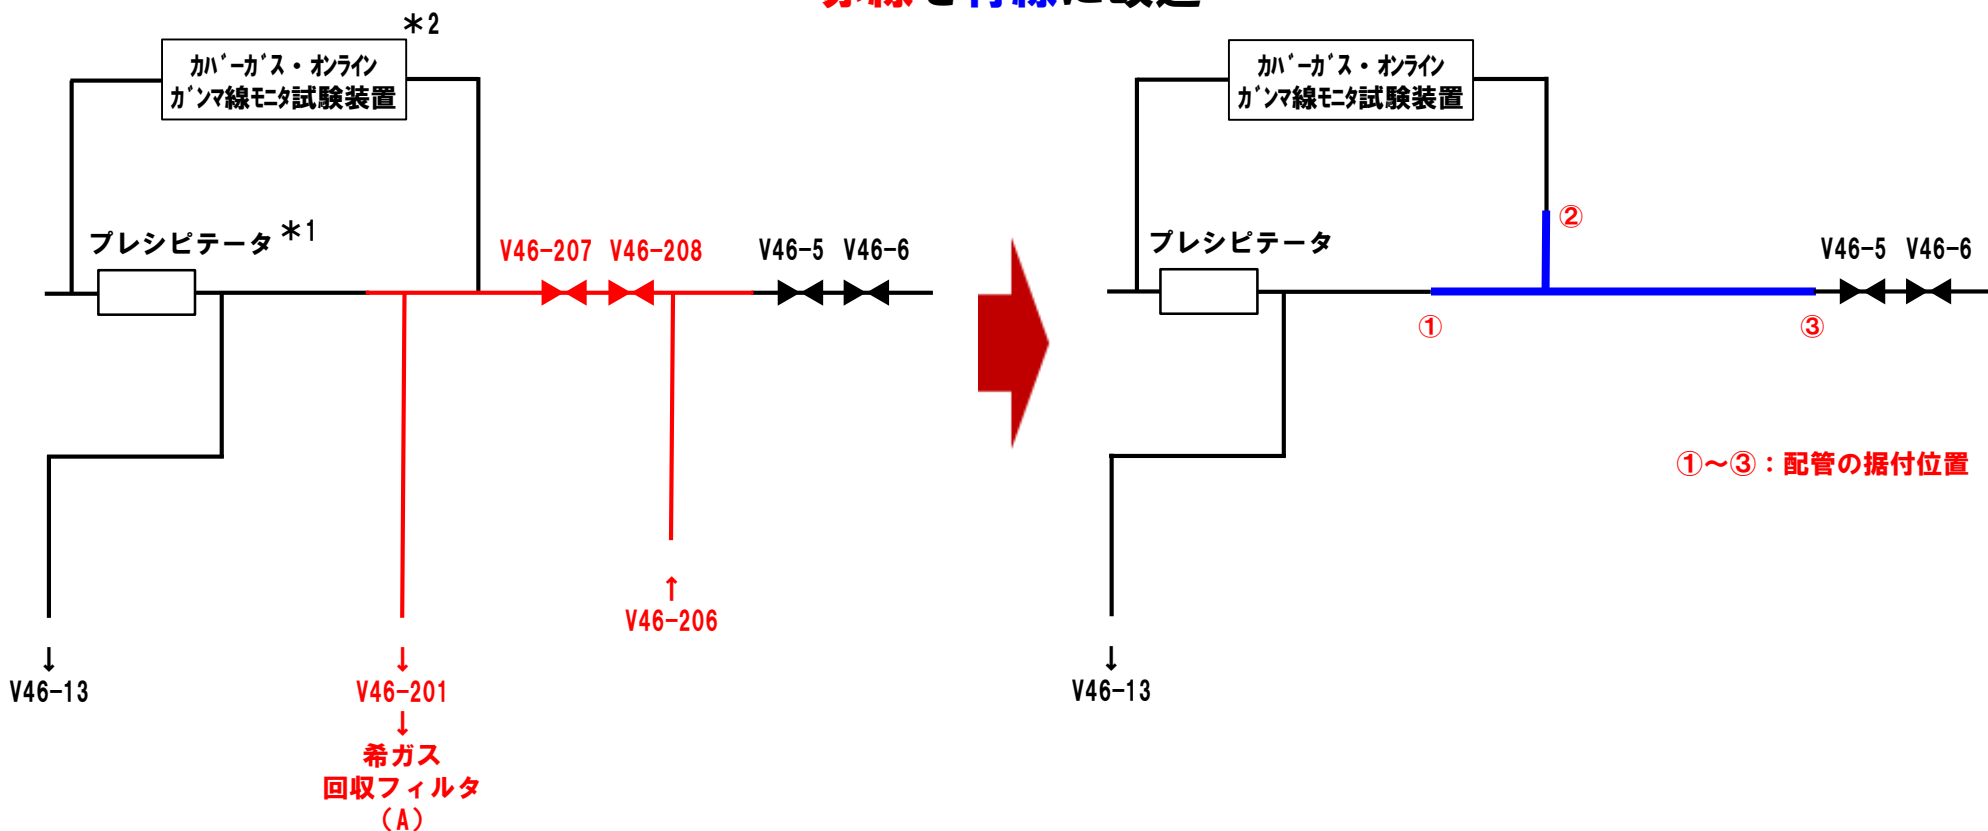 カバーガス・オンライン
ガンマ線モニタ試験装置
＊2
プレシピテータ ＊1
V46-207
V46-208
V46-5
V46-6
V46-206
V46-13
V46-201
希ガス
回収フィルタ
（A）
カバーガス・オンライン
ガンマ線モニタ試験装置
プレシピテータ
②
V46-5
V46-6
①
③
①～③：配管の据付位置
V46-13